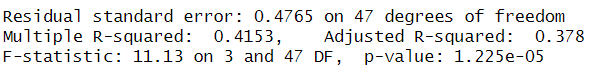 Residual standard error: 0.4765 on 47 degrees of freedom
Multiple R-squared:  0.4153,    Adjusted R-squared:  0.378
F-statistic: 11.13 on 3 and 47 DF,  p-value: 1.225e-05